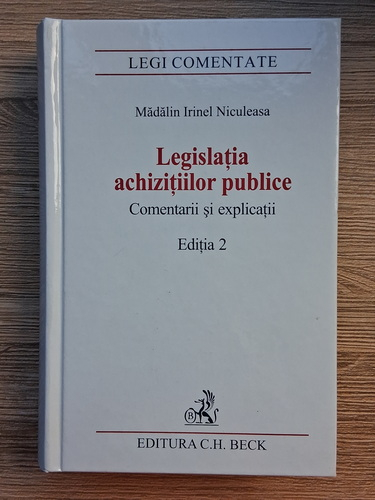 LEGI COMENTATE
Mădălin Irinel Niculeasa
Legislația
achizițiilor publice
Comentarii și explicații
Ediția 2
B
EDITURA C.H. BECK